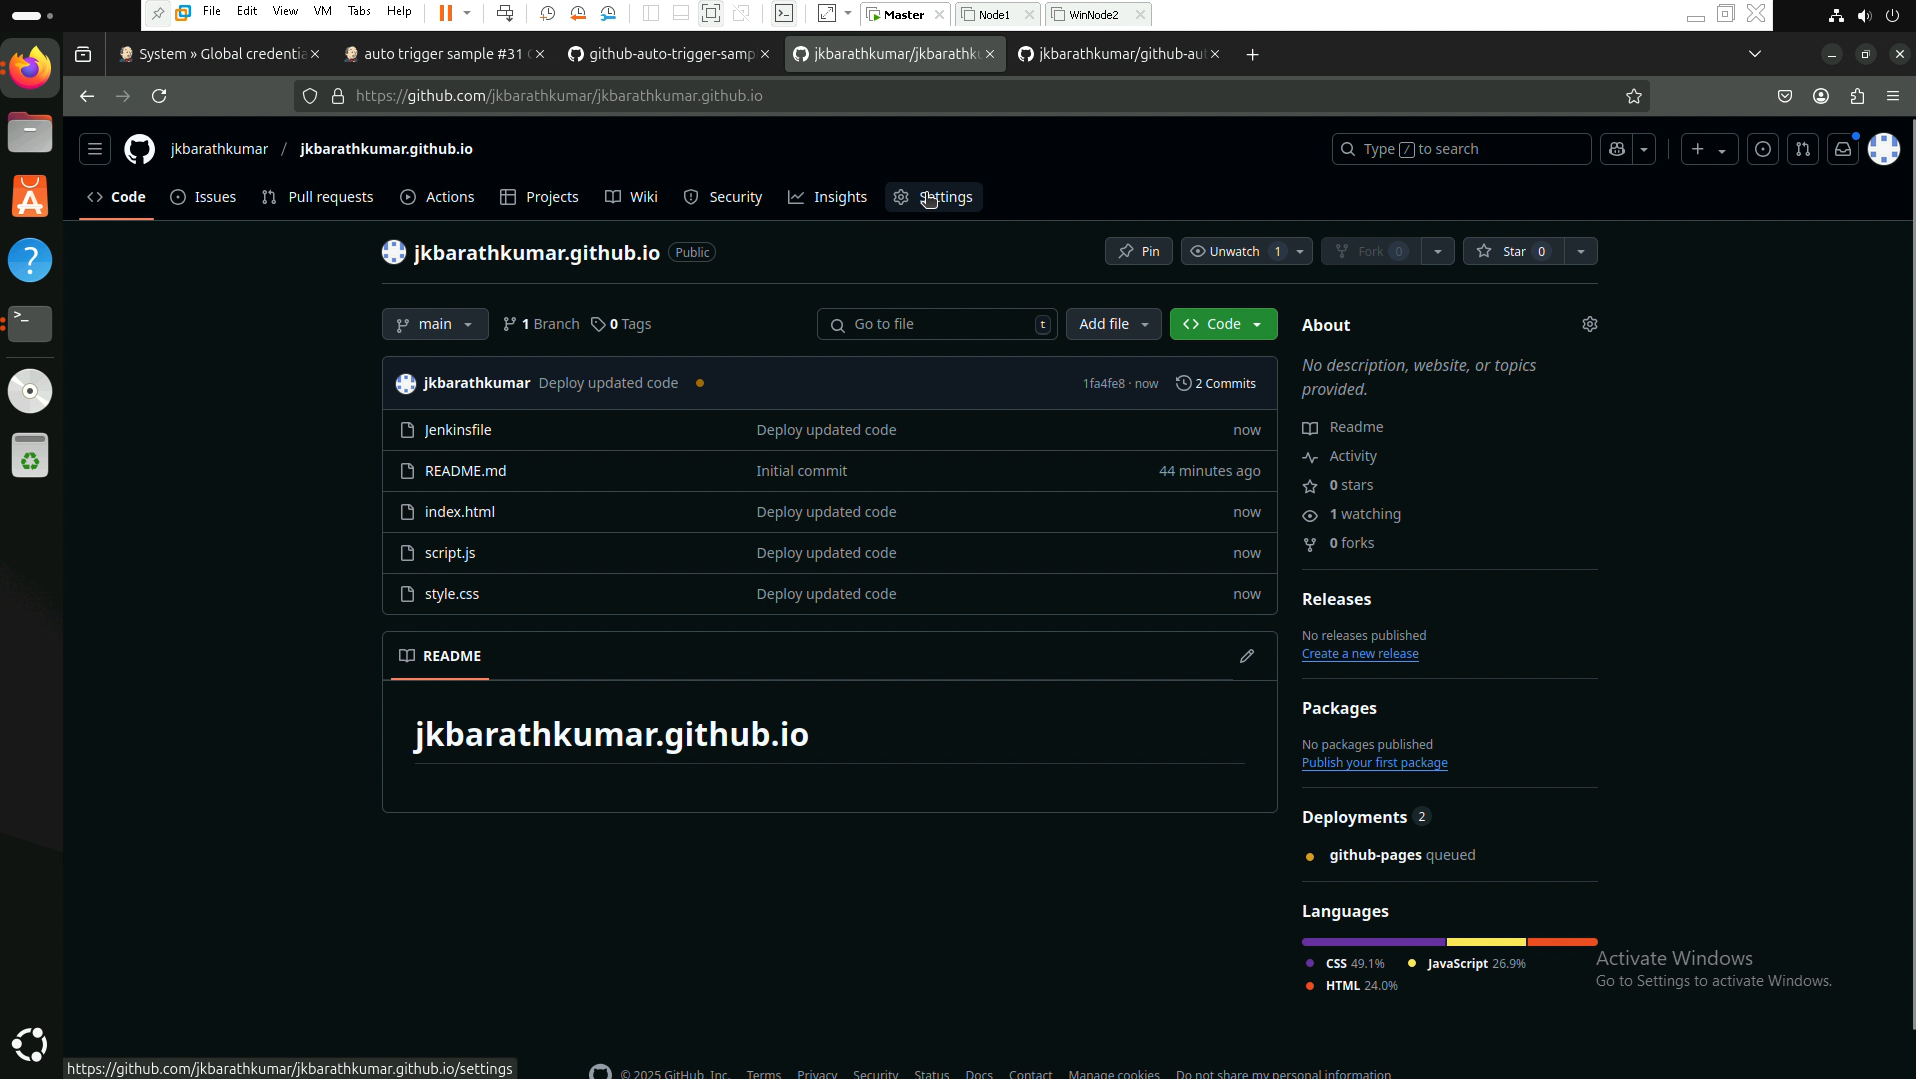 File Edit View VM Tabs Help Master Node1 WinNode2
System » Global credentia auto trigger sample #31 github-auto-trigger-samp jkbarathkumar/jkbarathk jkbarathkumar/github-aut
https://github.com/jkbarathkumar/jkbarathkumar.github.io
jkbarathkumar / jkbarathkumar.github.io Type / to search
Code Issues Pull requests Actions Projects Wiki Security Insights Settings
jkbarathkumar.github.io Public Pin Unwatch 1 Fork 0 Star 0
main 1 Branch 0 Tags Go to file t Add file Code
jkbarathkumar Deploy updated code 1fa4fe8 · now 2 Commits
Jenkinsfile Deploy updated code now
README.md Initial commit 44 minutes ago
index.html Deploy updated code now
script.js Deploy updated code now
style.css Deploy updated code now
README
jkbarathkumar.github.io
About
No description, website, or topics
provided.
Readme
Activity
0 stars
1 watching
0 forks
Releases
No releases published
Create a new release
Packages
No packages published
Publish your first package
Deployments 2
github-pages queued
Languages
CSS 49.1% JavaScript 26.9%
HTML 24.0%
Activate Windows
Go to Settings to activate Windows.
https://github.com/jkbarathkumar/jkbarathkumar.github.io/settings
© 2025 GitHub, Inc. Terms Privacy Security Status Docs Contact Manage cookies Do not share my personal information